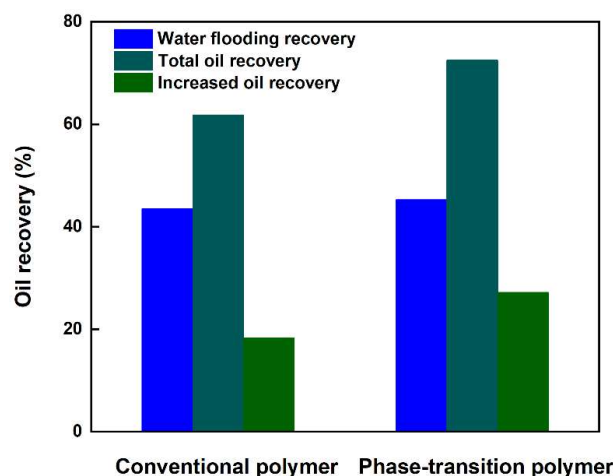 80
60
40
20
0
Oil recovery (%)
Water flooding recovery
Total oil recovery
Increased oil recovery
Conventional polymer
Phase-transition polymer